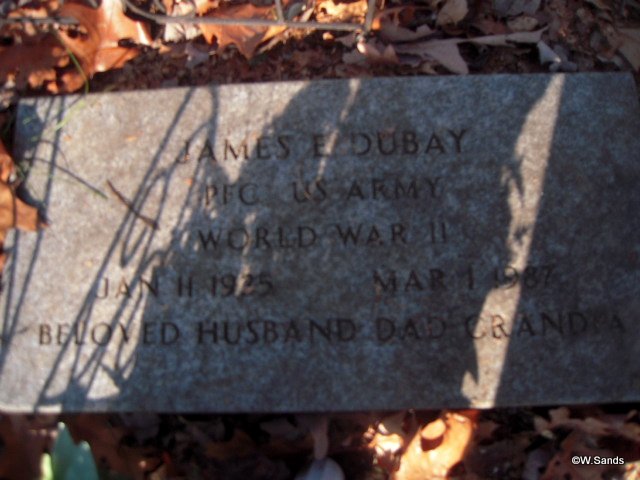 JAMES E DUBAY
PFC US ARMY
WORLD WAR II
JAN 11 1925 MAR 1 1987
BELOVED HUSBAND DAD GRANDPA
©W.Sands